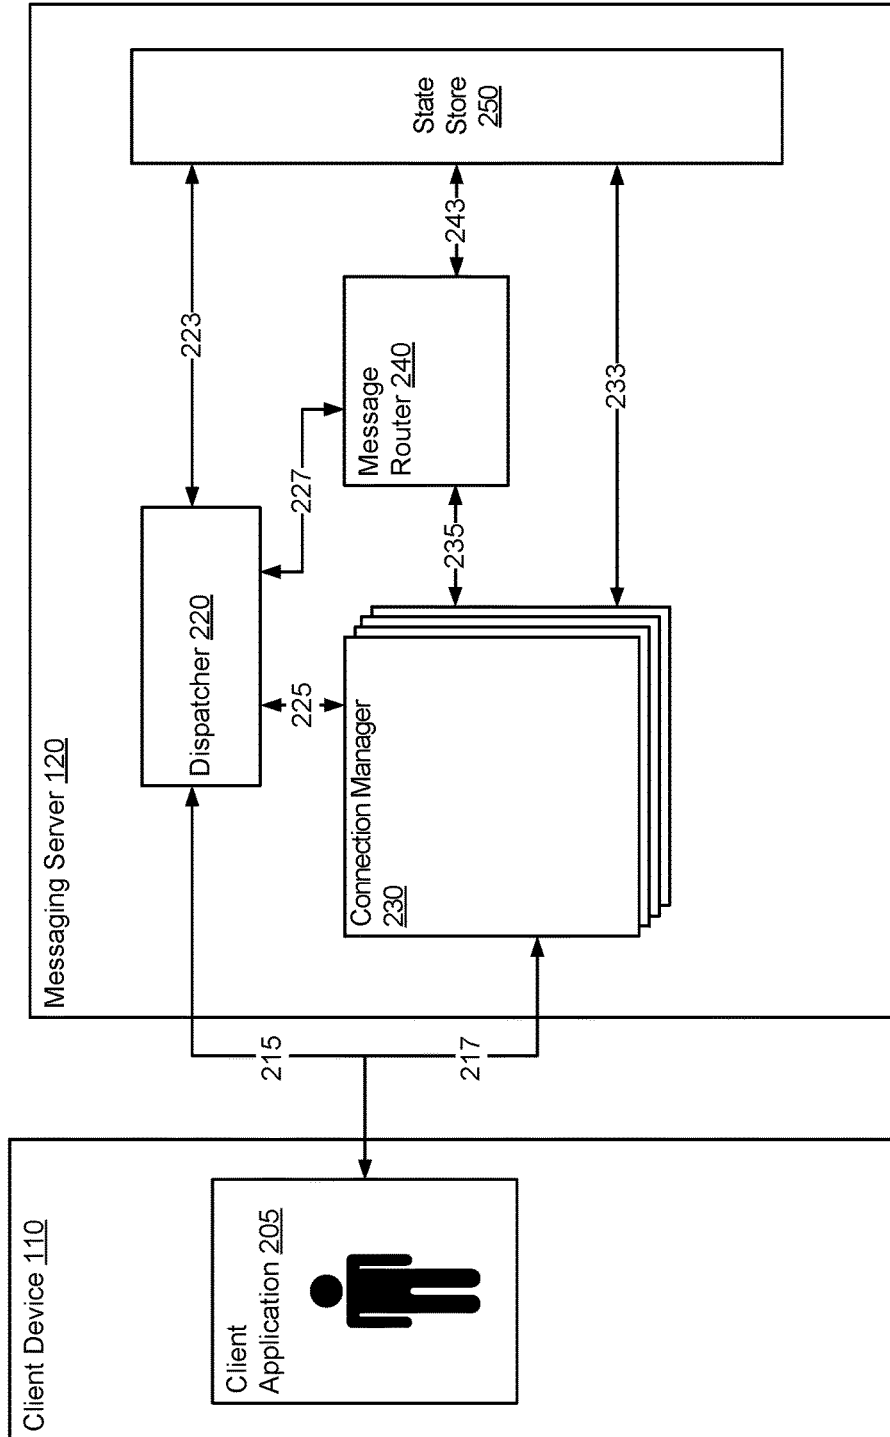 Client Device 110
Client
Application 205
215
217
Messaging Server 120
Dispatcher 220
223
225
227
Connection Manager
230
235
Message
Router 240
243
233
State
Store
250